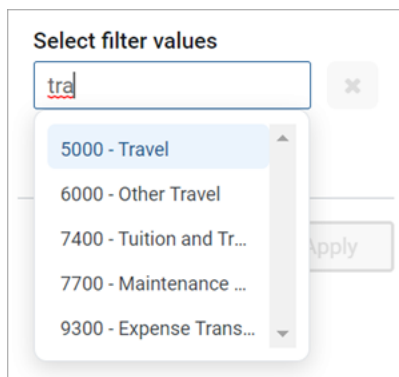 Select filter values
tra
5000 - Travel
6000 - Other Travel
7400 - Tuition and Tr...
7700 - Maintenance ...
9300 - Expense Trans...
Apply